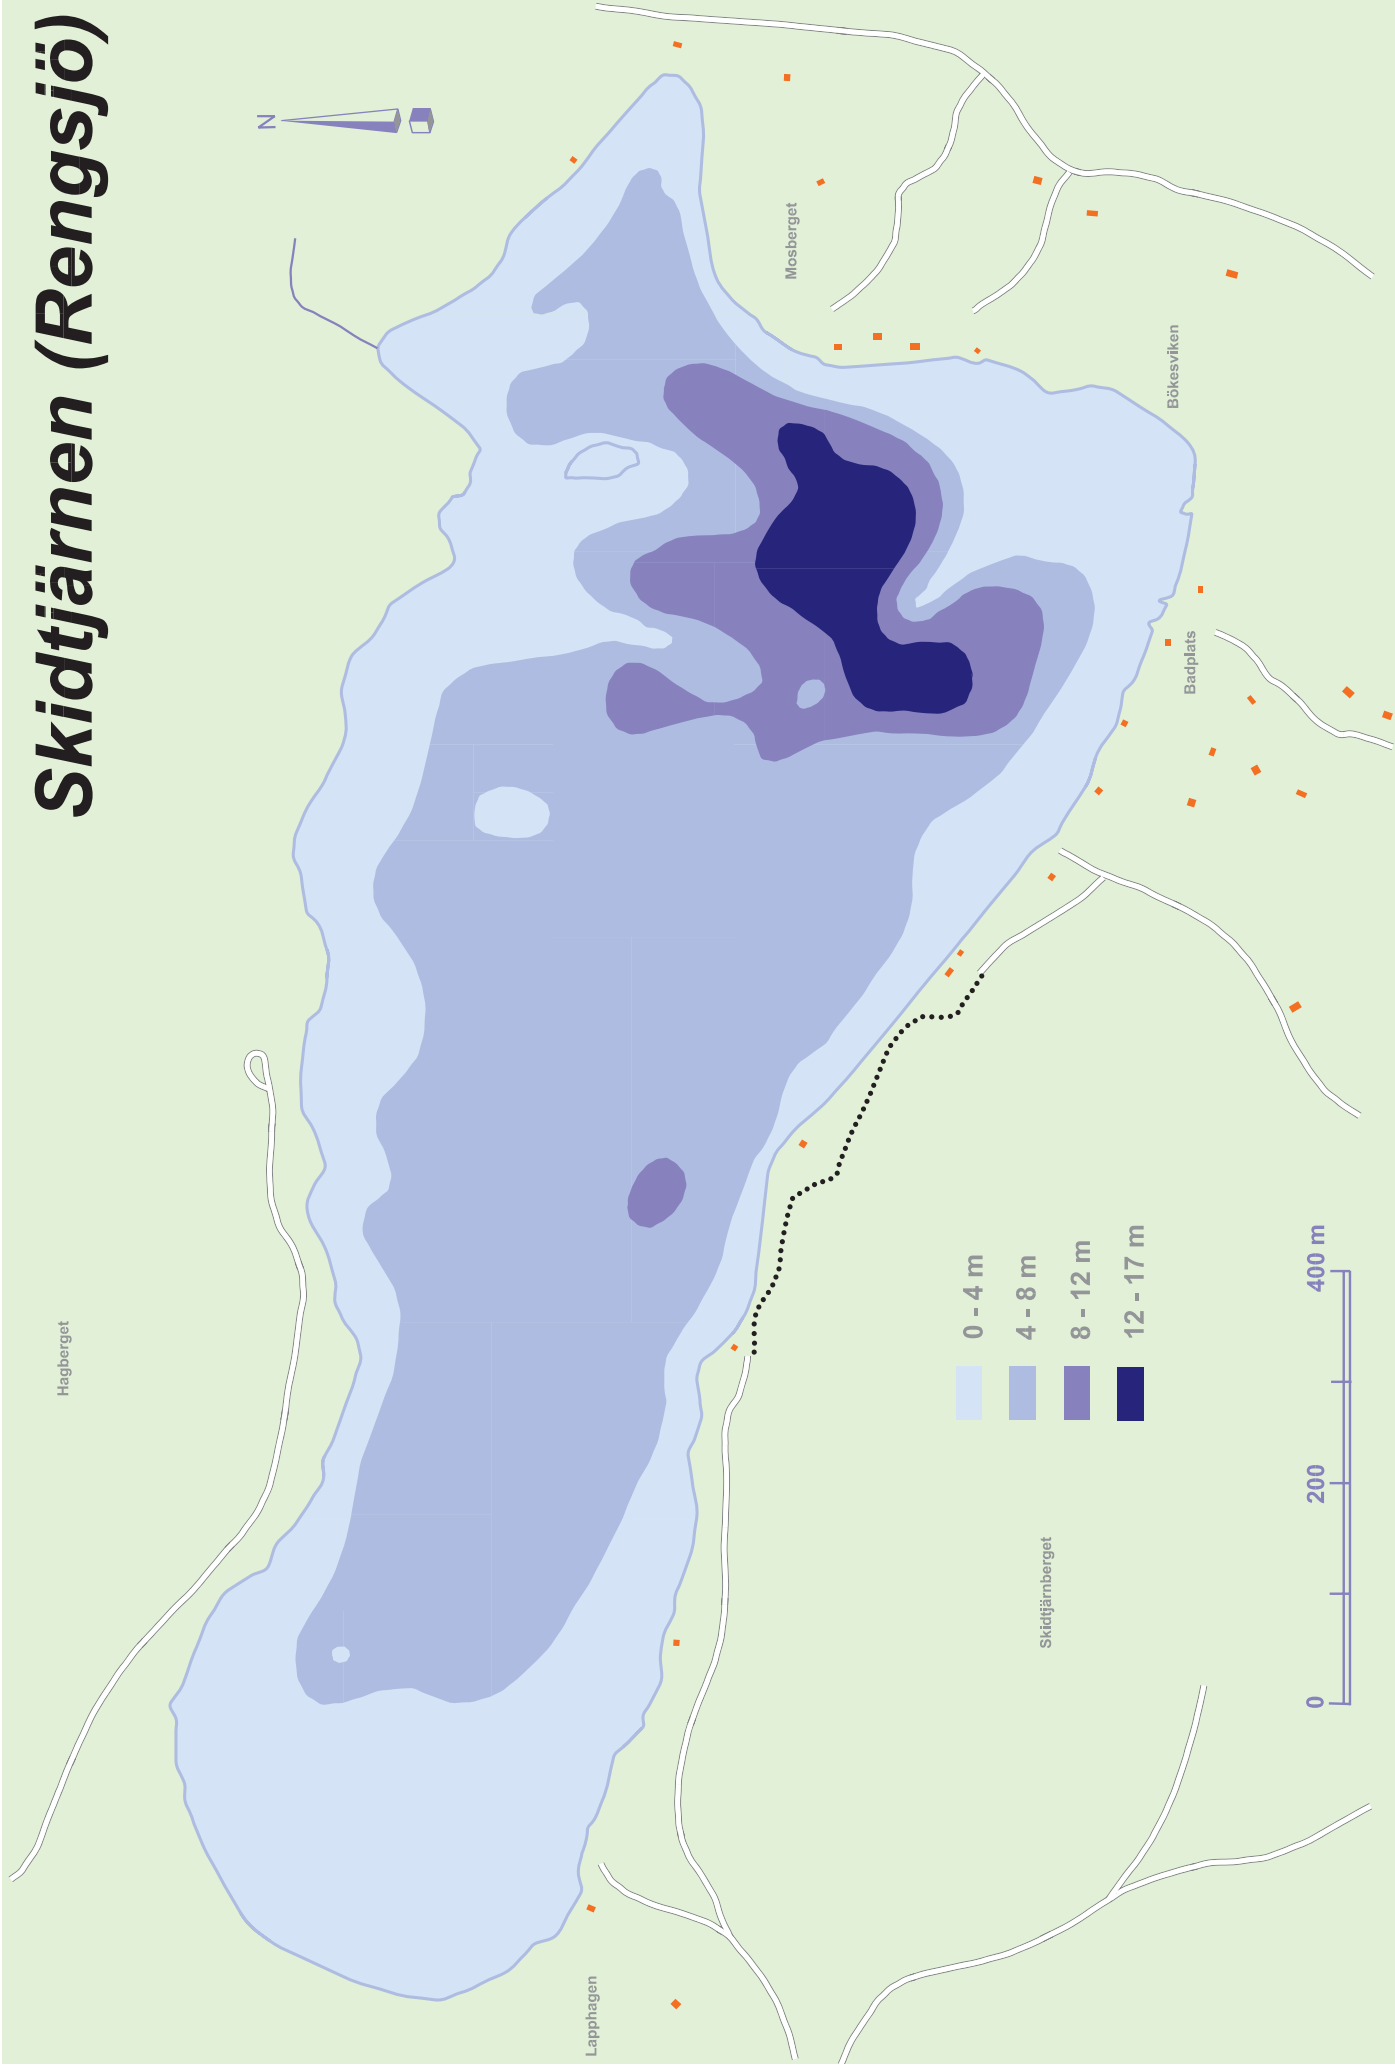 Skidtjärnen (Rengsjö)
N
Mosberget
Bökesviken
Badplats
Hagberget
0 - 4 m
4 - 8 m
8 - 12 m
12 - 17 m
Skidtjärnberget
Lapphagen
0 200 400 m